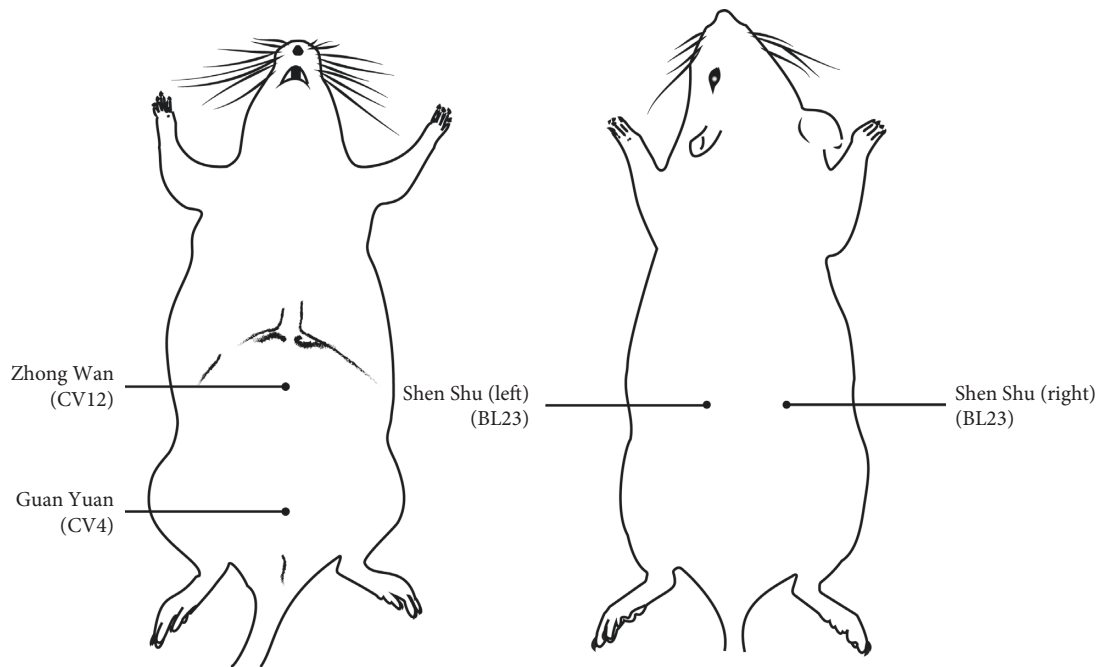 Zhong Wan
(CV12)
Guan Yuan
(CV4)
Shen Shu (left)
(BL23)
Shen Shu (right)
(BL23)